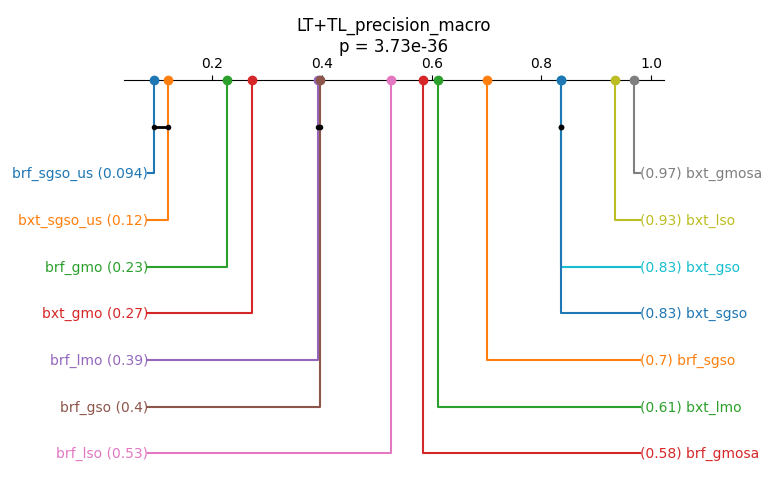 LT+TL_precision_macro
p = 3.73e-36
0.2 0.4 0.6 0.8 1.0
brf_sgso_us (0.094) (0.97) bxt_gmosa
bxt_sgso_us (0.12) (0.93) bxt_lso
brf_gmo (0.23) (0.83) bxt_gso
bxt_gmo (0.27) (0.83) bxt_sgso
brf_lmo (0.39) (0.7) brf_sgso
brf_gso (0.4) (0.61) bxt_lmo
brf_lso (0.53) (0.58) brf_gmosa